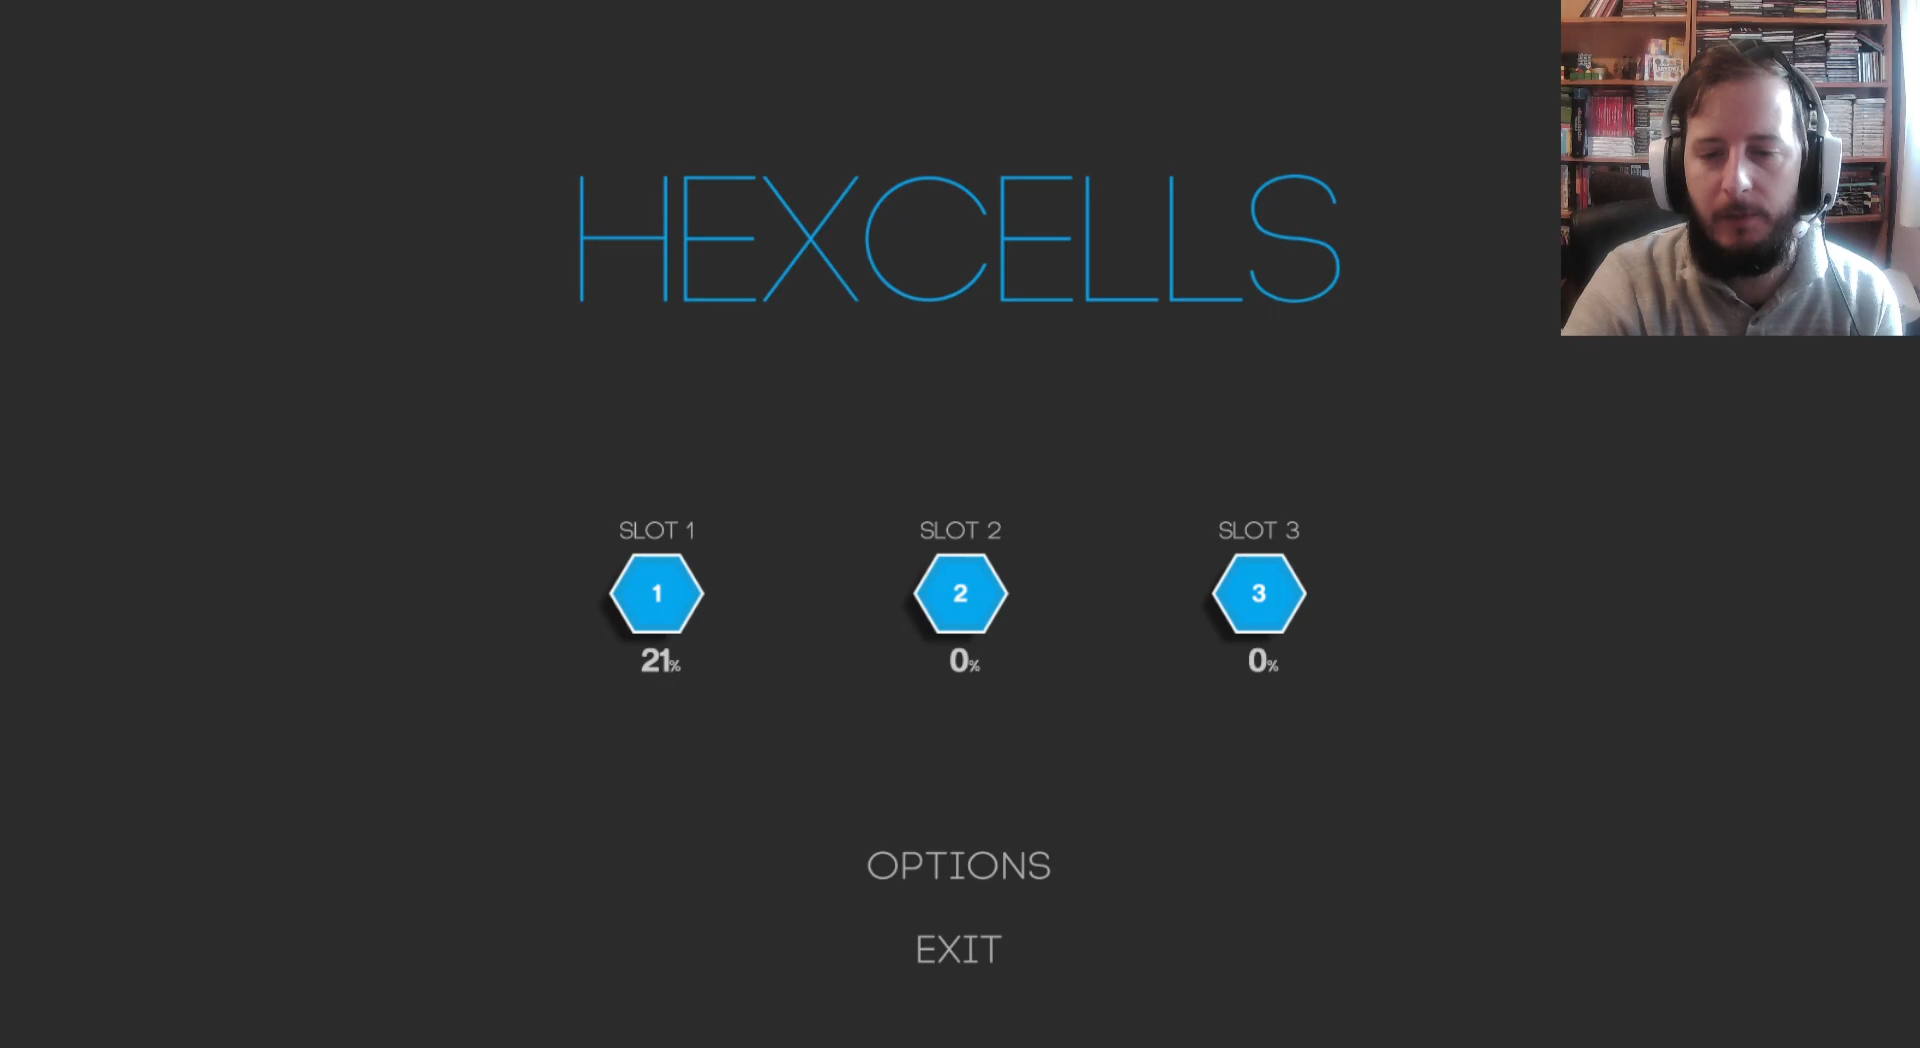 HEXCELLS
SLOT 1
SLOT 2
SLOT 3
1
2
3
21%
0%
0%
OPTIONS
EXIT